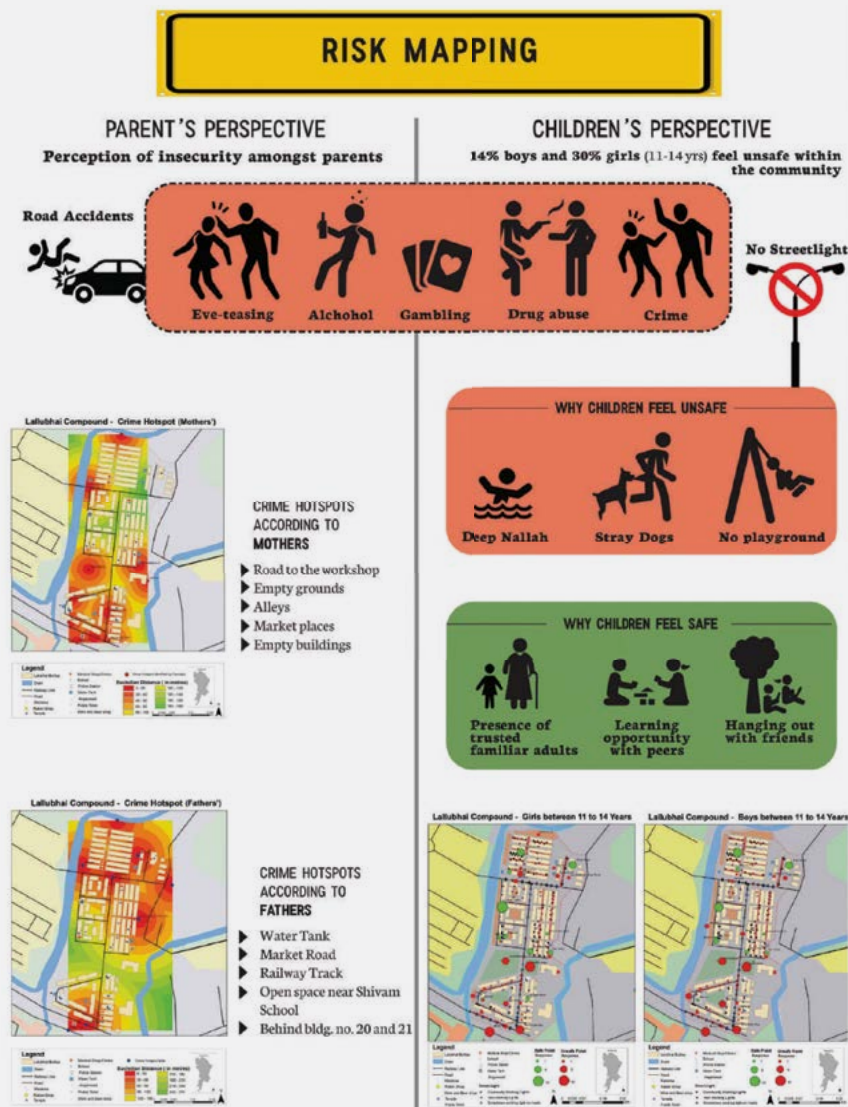 RISK MAPPING
PARENT'S PERSPECTIVE
Perception of insecurity amongst parents
CHILDREN'S PERSPECTIVE
14% boys and 30% girls (11-14 yrs) feel unsafe within
the community
Road Accidents
Eve-teasing
Alchohol
Gambling
Drug abuse
Crime
No Streetlight
Lallubhai Compound - Crime Hotspot (Mothers')
Legend
CRIME HOTSPOTS
ACCORDING TO
MOTHERS
Road to the workshop
Empty grounds
Alleys
Market places
Empty buildings
WHY CHILDREN FEEL UNSAFE
Deep Nallah
Stray Dogs
No playground
WHY CHILDREN FEEL SAFE
Presence of
trusted
familiar adults
Learning
opportunity
with peers
Hanging out
with friends
Lallubhai Compound - Crime Hotspot (Fathers')
Legend
CRIME HOTSPOTS
ACCORDING TO
FATHERS
Water Tank
Market Road
Railway Track
Open space near Shivam
School
Behind bldg. no. 20 and 21
Lallubhai Compound - Girls between 11 to 14 Years
Legend
Lallubhai Compound - Boys between 11 to 14 Years
Legend